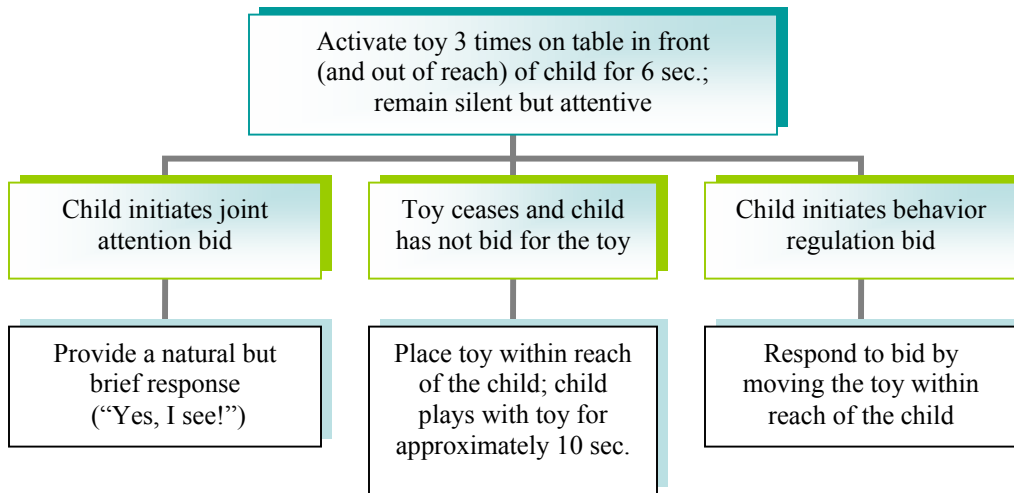 Activate toy 3 times on table in front
(and out of reach) of child for 6 sec.;
remain silent but attentive
Child initiates joint
attention bid
Toy ceases and child
has not bid for the toy
Child initiates behavior
regulation bid
Provide a natural but
brief response
(“Yes, I see!”)
Place toy within reach
of the child; child
plays with toy for
approximately 10 sec.
Respond to bid by
moving the toy within
reach of the child